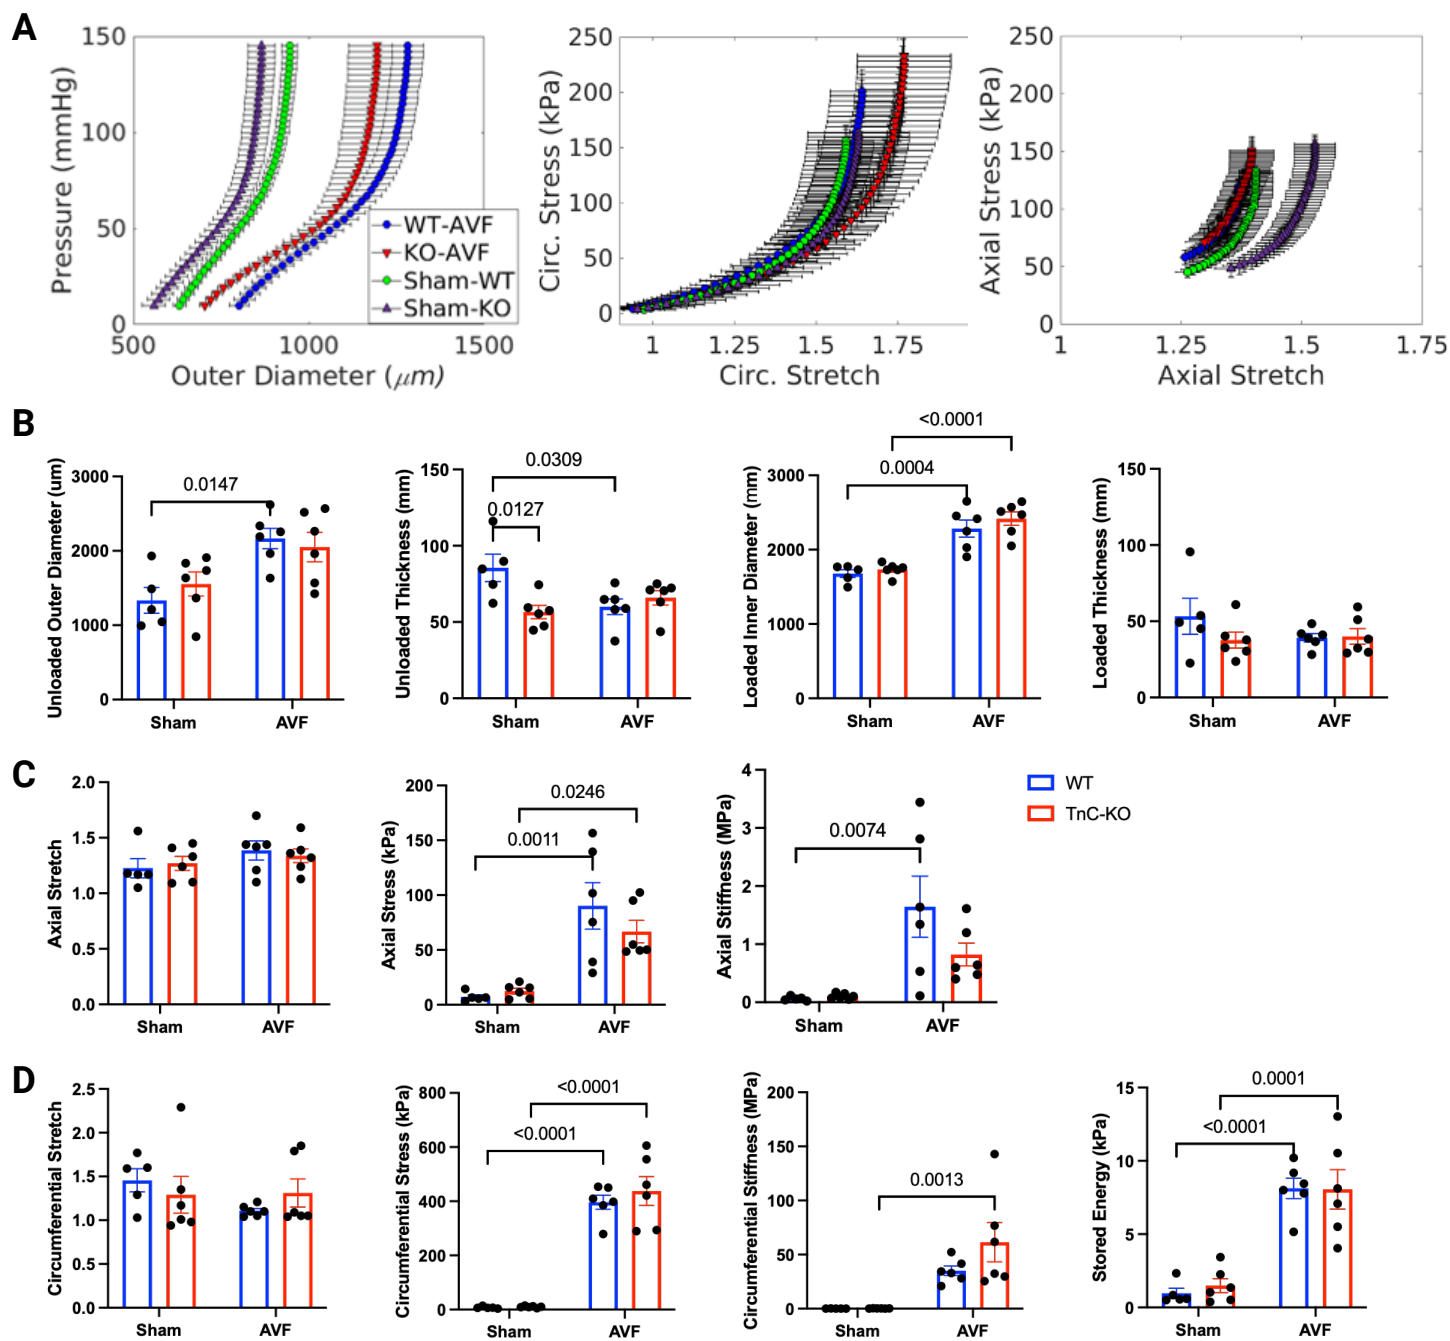 A
150
100
50
0
500
1000
1500
Pressure (mmHg)
Outer Diameter (μm)
WT-AVF
KO-AVF
Sham-WT
Sham-KO
250
200
150
100
50
0
1
1.25
1.5
1.75
Circ. Stress (kPa)
Circ. Stretch
250
200
150
100
50
0
1
1.25
1.5
1.75
Axial Stress (kPa)
Axial Stretch
B
Unloaded Outer Diameter (um)
3000
2000
1000
0
0.0147
Sham
AVF
Unloaded Thickness (mm)
150
100
50
0
0.0309
0.0127
Sham
AVF
Loaded Inner Diameter (mm)
3000
2000
1000
0
<0.0001
0.0004
Sham
AVF
Loaded Thickness (mm)
150
100
50
0
Sham
AVF
C
Axial Stretch
2.0
1.5
1.0
0.5
0.0
Sham
AVF
Axial Stress (kPa)
200
150
100
50
0
0.0246
0.0011
Sham
AVF
Axial Stiffness (MPa)
4
3
2
1
0
0.0074
Sham
AVF
WT
TnC-KO
D
Circumferential Stretch
2.5
2.0
1.5
1.0
0.5
0.0
Sham
AVF
Circumferential Stress (kPa)
800
600
400
200
0
<0.0001
<0.0001
Sham
AVF
Circumferential Stiffness (MPa)
200
150
100
50
0
0.0013
Sham
AVF
Stored Energy (kPa)
15
10
5
0
0.0001
<0.0001
Sham
AVF